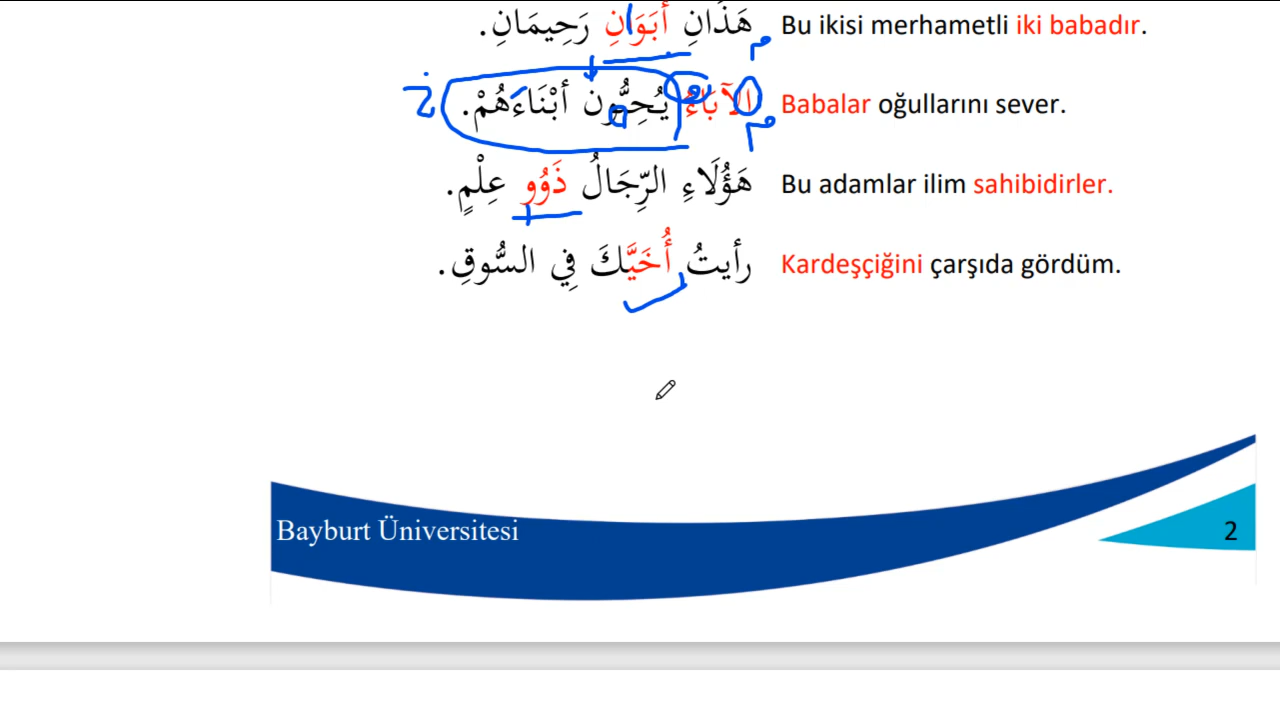 هَذَانِ أَبَوَانِ رَحِيمَانِ. Bu ikisi merhametli iki babadır.
الآبَاءُ يُحِبُّون أَبْنَاءَهُمْ. Babalar oğullarını sever.
هَؤُلَاءِ الرِّجَالُ ذَوُو عِلْمٍ. Bu adamlar ilim sahibidirler.
رأيتُ أُخَيَّكَ فِي السُّوقِ. Kardeşçiğini çarşıda gördüm.
Bayburt Üniversitesi
2